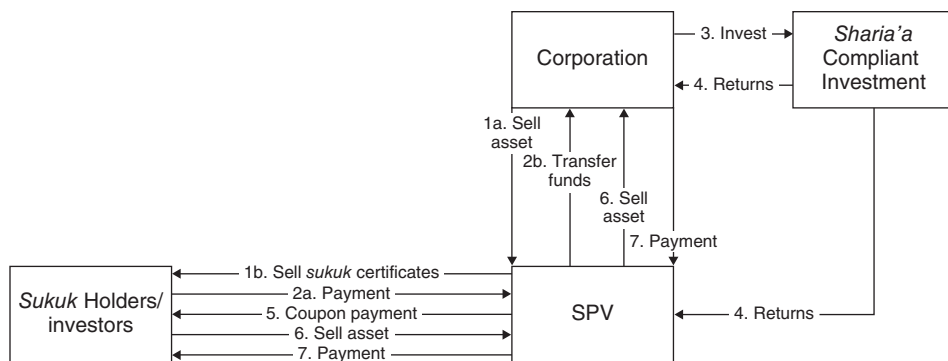 Corporation
3. Invest
Sharia’a
Compliant
Investment
4. Returns
1a. Sell
asset
2b. Transfer
funds
6. Sell
asset
7. Payment
Sukuk Holders/
investors
1b. Sell sukuk certificates
2a. Payment
5. Coupon payment
6. Sell asset
7. Payment
SPV
4. Returns